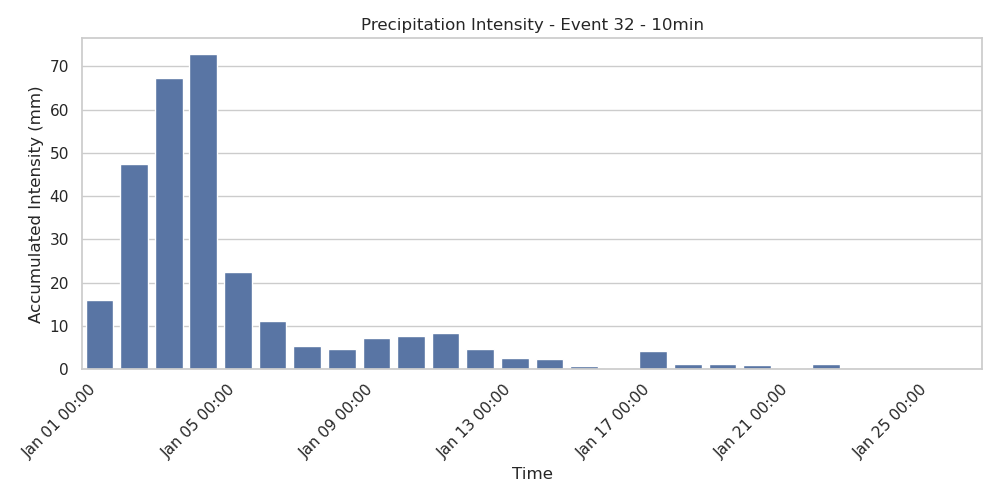 Precipitation Intensity - Event 32 - 10min
Accumulated Intensity (mm)
70
60
50
40
30
20
10
0
Jan 01 00:00
Jan 05 00:00
Jan 09 00:00
Jan 13 00:00
Jan 17 00:00
Jan 21 00:00
Jan 25 00:00
Time